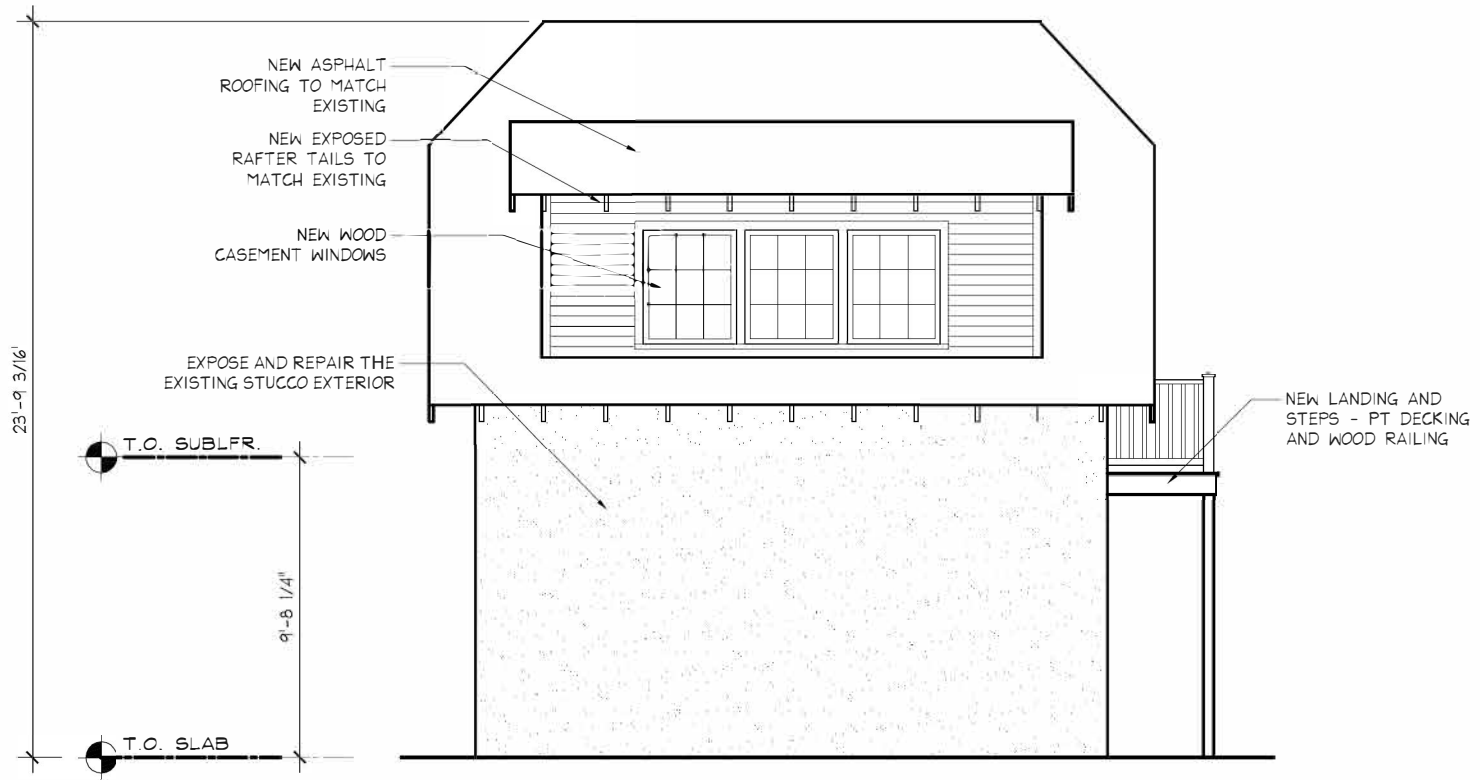 NEW ASPHALT
ROOFING TO MATCH
EXISTING
NEW EXPOSED
RAFTER TAILS TO
MATCH EXISTING
NEW WOOD
CASEMENT WINDOWS
EXPOSE AND REPAIR THE
EXISTING STUCCO EXTERIOR
NEW LANDING AND
STEPS - PT DECKING
AND WOOD RAILING
23'-9 3/16"
T.O. SUBLFR.
9'-8 1/4"
T.O. SLAB